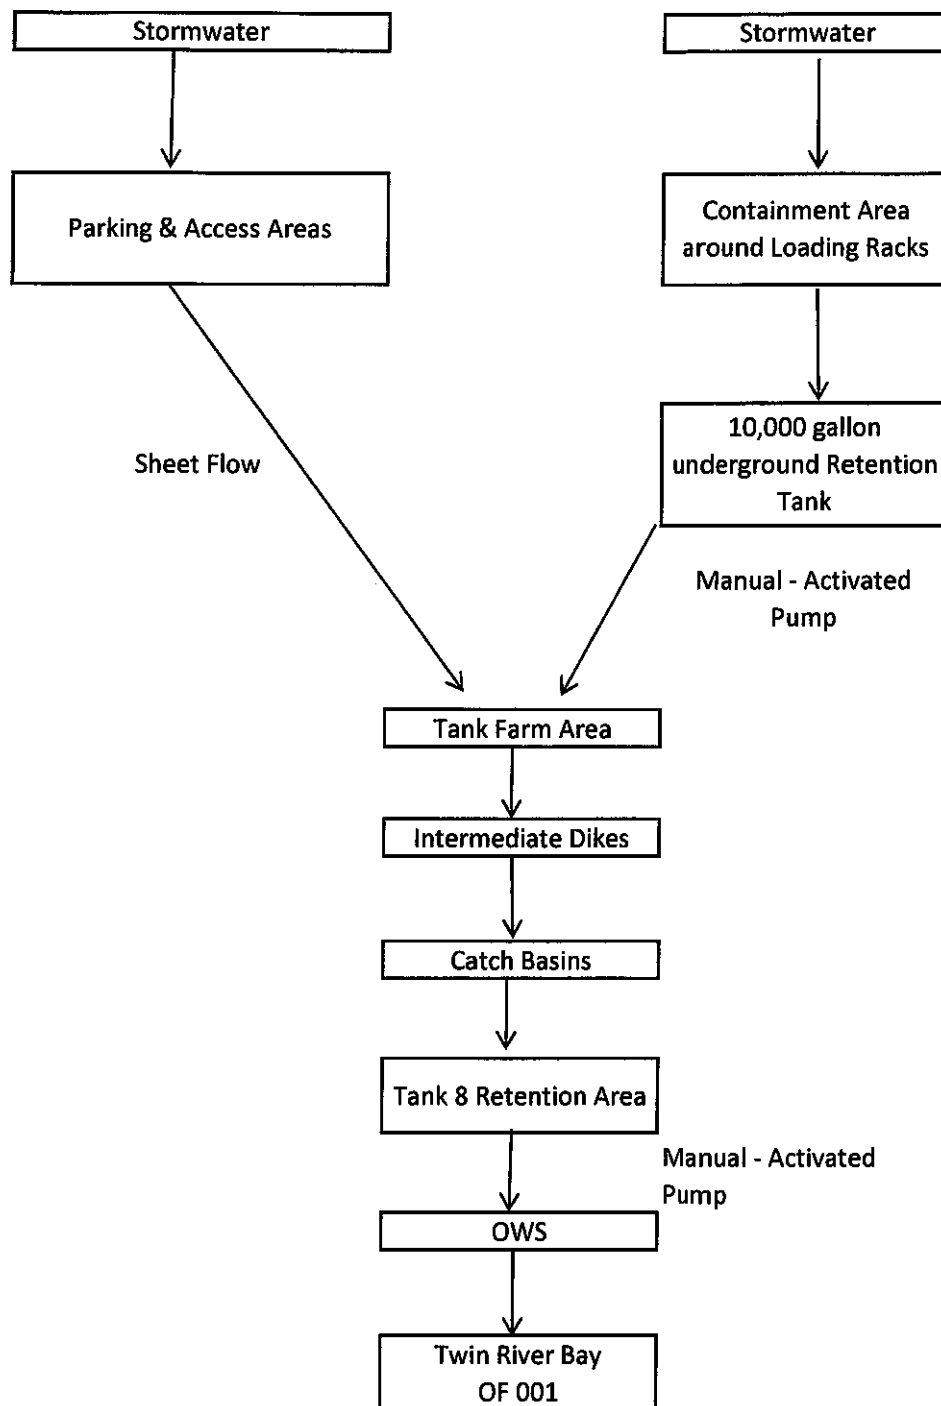 Stormwater
Stormwater
Parking & Access Areas
Containment Area
around Loading Racks
10,000 gallon
underground Retention
Tank
Sheet Flow
Manual - Activated
Pump
Tank Farm Area
Intermediate Dikes
Catch Basins
Tank 8 Retention Area
Manual - Activated
Pump
OWS
Twin River Bay
OF 001